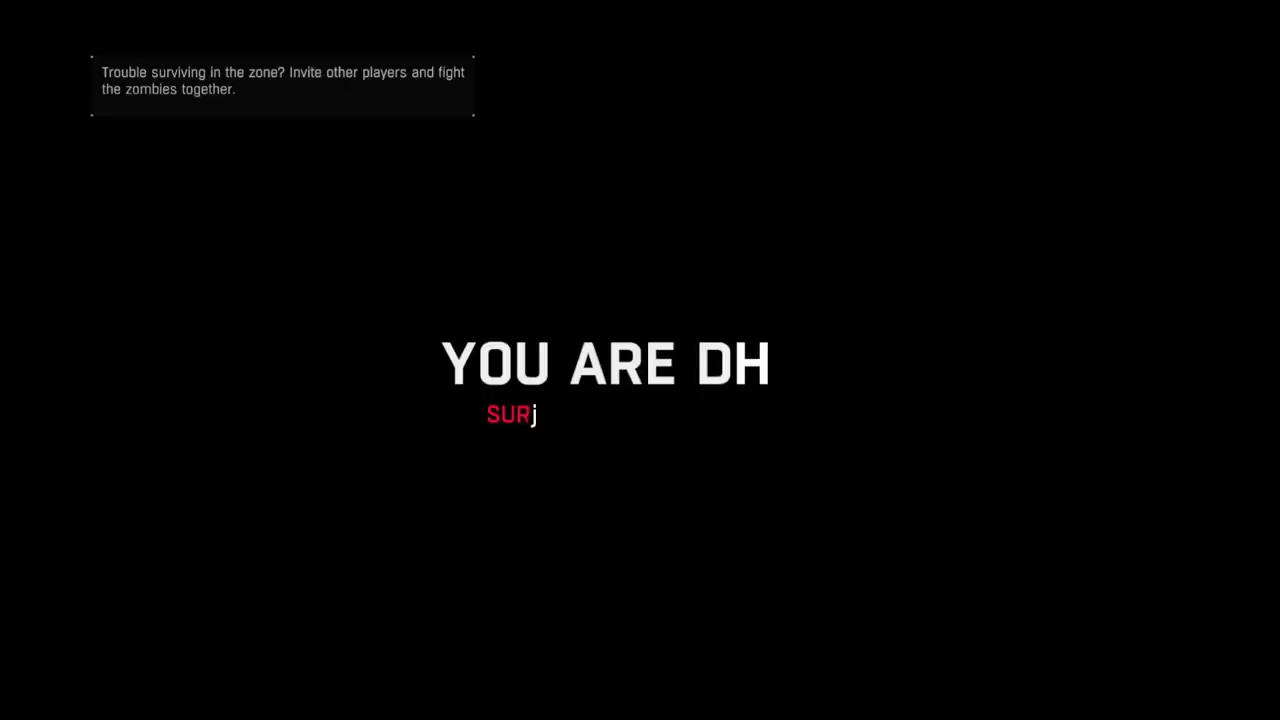 Trouble surviving in the zone? Invite other players and fight
the zombies together.
YOU ARE DH
SURj